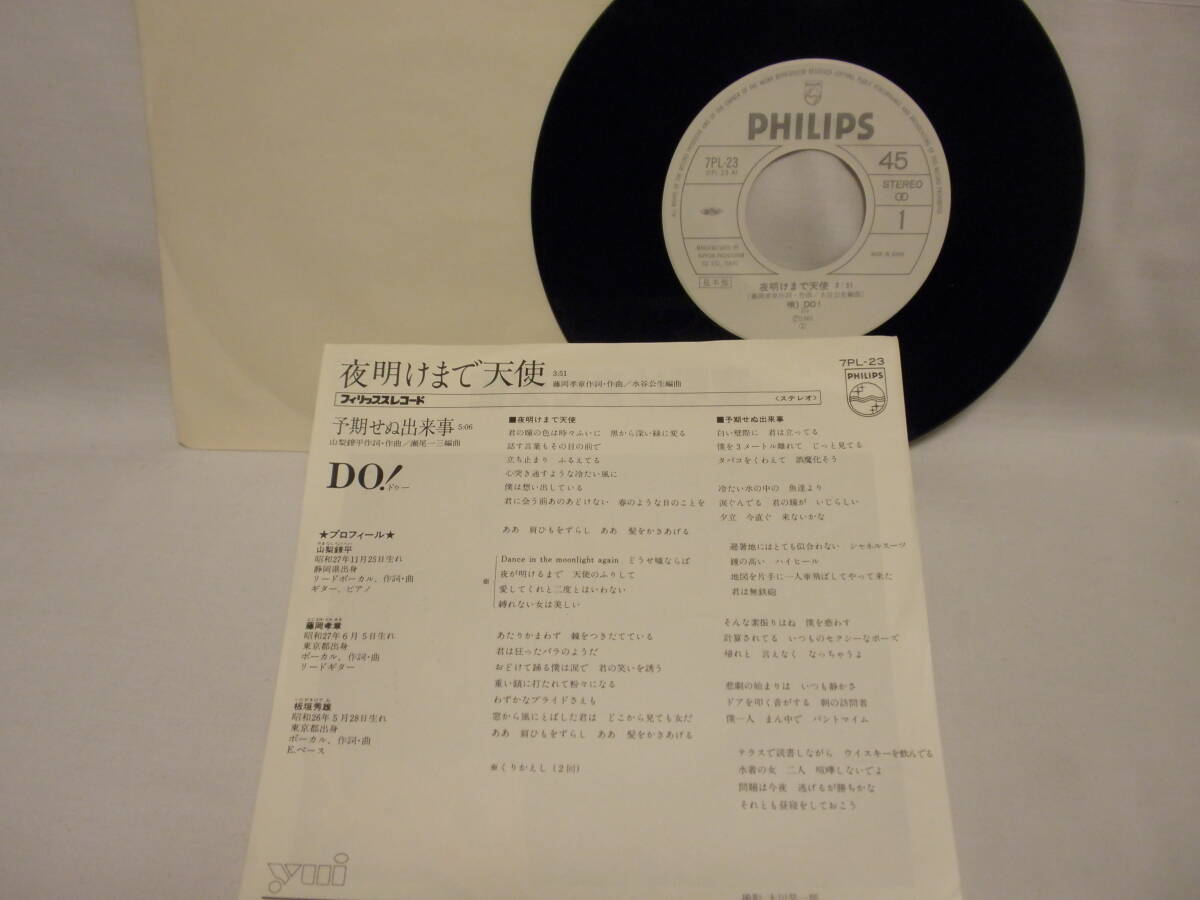 PHILIPS
7PL-23
(7PL 23 A)
45
STEREO
1
MANUFACTURED BY
NIPPON PHONOGRAM
CO., LTD., TOKYO
MADE IN JAPAN
見本盤
夜明けまで天使 3:51
(藤岡孝章作詞・作曲/水谷公生編曲)
DO!
夜明けまで天使 3:51
藤岡孝章作詞・作曲/水谷公生編曲
7PL-23
PHILIPS
フィリップスレコード
〈ステレオ〉
予期せぬ出来事 5:06
山梨鐐平作詞・作曲/瀬尾一三編曲
DO! ドゥー
★プロフィール★
山梨鐐平
昭和27年11月25日生れ
静岡県出身
リードボーカル、作詞・曲
ギター、ピアノ
藤岡孝章
昭和27年6月5日生れ
東京都出身
ボーカル、作詞・曲
リードギター
板垣秀雄
昭和26年5月28日生れ
東京都出身
ボーカル、作詞・曲
E.ベース
■夜明けまで天使
君の瞳の色は時々ふいに 黒から深い緑に変る
話す言葉もその目の前で
立ち止まり ふるえてる
心突き通すような冷たい風に
僕は想い出している
君に会う前あのあどけない 春のような日のことを
ああ 肩ひもをずらし ああ 髪をかきあげる
※
Dance in the moonlight again どうせ嘘ならば
夜が明けるまで 天使のふりして
愛してくれと二度とはいわない
縛れない女は美しい
あたりかまわず 棘をつきたてている
君は狂ったバラのようだ
おどけて踊る僕は涙で 君の笑いを誘う
重い鎖に打たれて粉々になる
わずかなプライドさえも
窓から風にとばした君は どこから見ても女だ
ああ 肩ひもをずらし ああ 髪をかきあげる
※くりかえし(2回)
■予期せぬ出来事
白い壁際に 君は立ってる
僕を3メートル離れて じっと見てる
タバコをくわえて 誤魔化そう
冷たい水の中の 魚達より
涙ぐんでる 君の瞳が いじらしい
夕立 今直ぐ 来ないかな
避暑地にはとても似合わない シャネルスーツ
踵の高い ハイヒール
地図を片手に一人車飛ばしてやって来た
君は無鉄砲
そんな素振りはね 僕を惑わす
計算されてる いつものセクシーなポーズ
帰れと 言えなく なっちゃうよ
悲劇の始まりは いつも静かさ
ドアを叩く音がする 朝の訪問者
僕一人 まん中で パントマイム
テラスで読書しながら ウイスキーを飲んでる
水着の女 二人 喧嘩しないでよ
問題は今夜 逃げるが勝ちかな
それとも昼寝をしておこう
yui